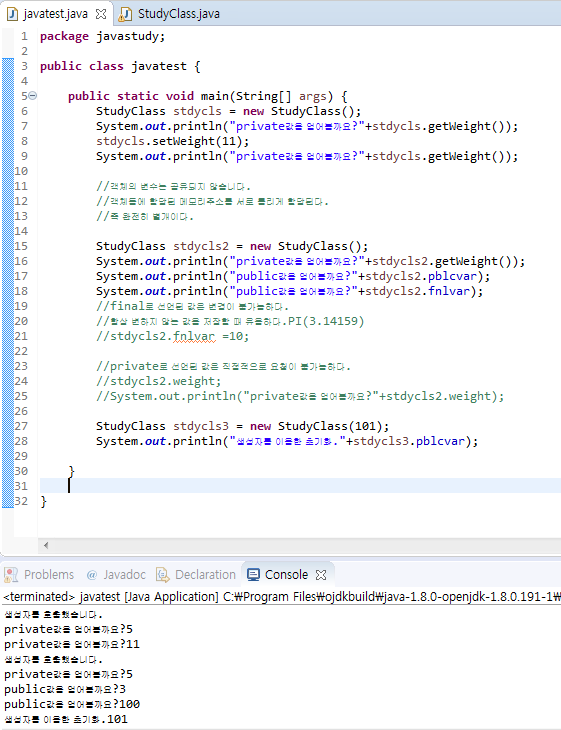 javatest.java
StudyClass.java
1 package javastudy;
2
3 public class javatest {
4
5 public static void main(String[] args) {
6 StudyClass stdycls = new StudyClass();
7 System.out.println("private값을 얻어볼까요?"+stdycls.getWeight());
8 stdycls.setWeight(11);
9 System.out.println("private값을 얻어볼까요?"+stdycls.getWeight());
10
11 //객체의 변수는 공유되지 않습니다.
12 //객체들에 할당된 메모리주소를 서로 틀리게 할당된다.
13 //즉 완전히 별개이다.
14
15 StudyClass stdycls2 = new StudyClass();
16 System.out.println("private값을 얻어볼까요?"+stdycls2.getWeight());
17 System.out.println("public값을 얻어볼까요?"+stdycls2.pblcvar);
18 System.out.println("public값을 얻어볼까요?"+stdycls2.fnlvar);
19 //final로 선언된 값은 변경이 불가능하다.
20 //항상 변하지 않는 값을 저장할 때 유용하다.PI(3.14159)
21 //stdycls2.fnlvar =10;
22
23 //private로 선언된 값은 직접적으로 요청이 불가능하다.
24 //stdycls2.weight;
25 //System.out.println("private값을 얻어볼까요?"+stdycls2.weight);
26
27 StudyClass stdycls3 = new StudyClass(101);
28 System.out.println("생성자를 이용한 초기화."+stdycls3.pblcvar);
29
30 }
31
32 }
Problems @ Javadoc Declaration Console
<terminated> javatest [Java Application] C:₩Program Files₩ojdkbuild₩java-1.8.0-openjdk-1.8.0.191-1₩
생성자를 호출했습니다.
private값을 얻어볼까요?5
private값을 얻어볼까요?11
생성자를 호출했습니다.
private값을 얻어볼까요?5
public값을 얻어볼까요?3
public값을 얻어볼까요?100
생성자를 이용한 초기화.101